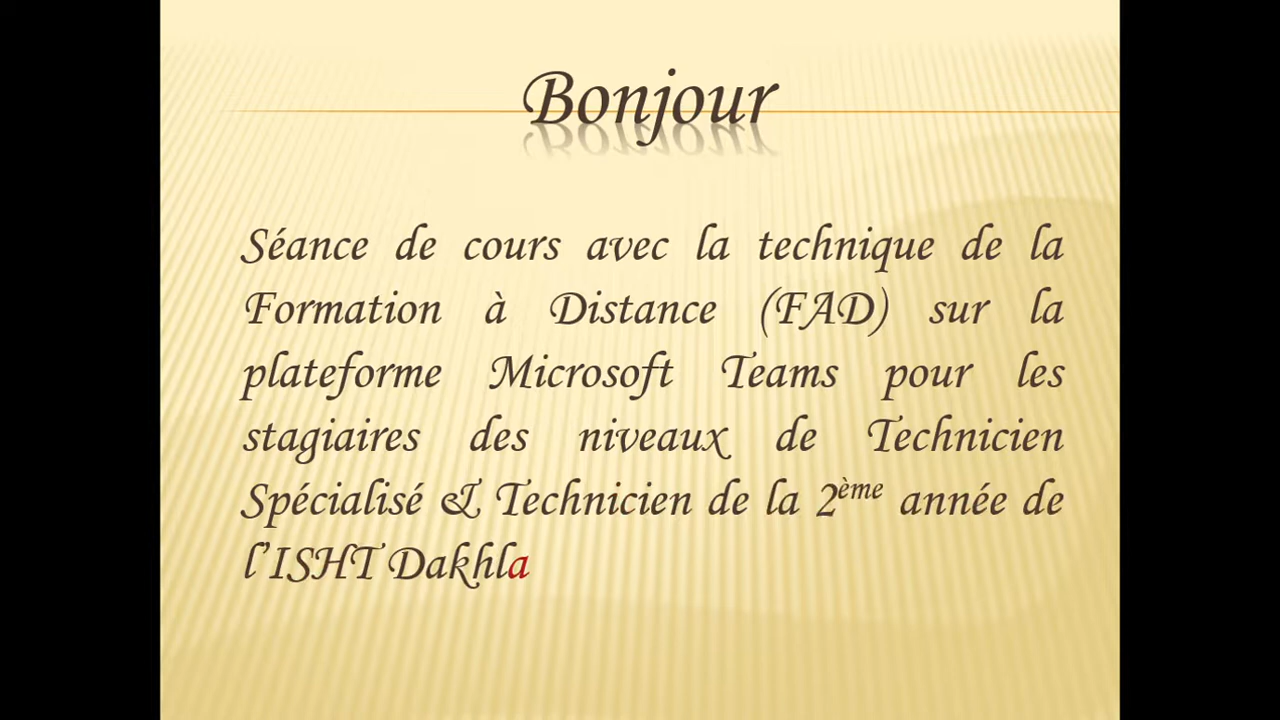 Bonjour
Séance de cours avec la technique de la
Formation à Distance (FAD) sur la
plateforme Microsoft Teams pour les
stagiaires des niveaux de Technicien
Spécialisé & Technicien de la 2ème année de
l’ISHT Dakhla